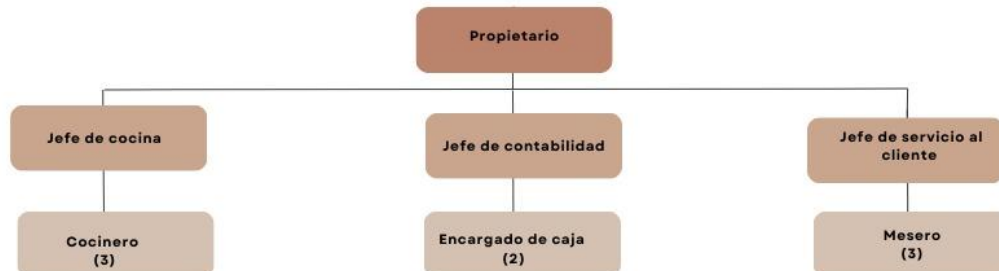 Propietario
Jefe de cocina
Jefe de contabilidad
Jefe de servicio al
cliente
Cocinero
(3)
Encargado de caja
(2)
Mesero
(3)